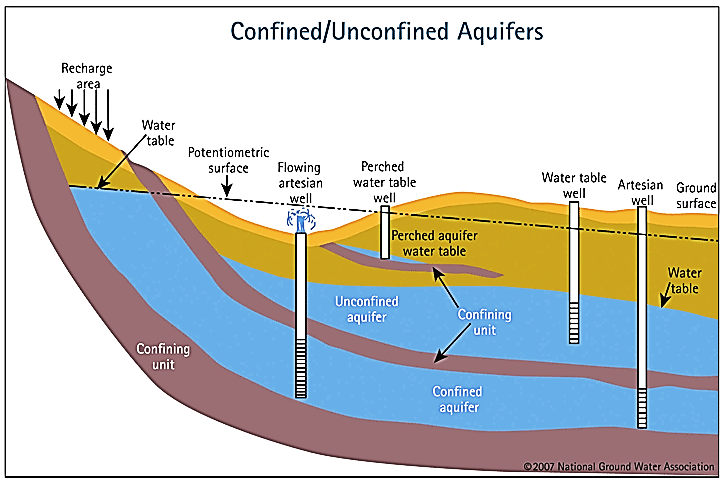 Confined/Unconfined Aquifers
Recharge
area
Water
table
Potentiometric
surface
Flowing
artesian
well
Perched
water table
well
Water table
well
Artesian
well
Ground
surface
Perched aquifer
water table
Water
table
Unconfined
aquifer
Confining
unit
Confining
unit
Confined
aquifer
©2007 National Ground Water Association